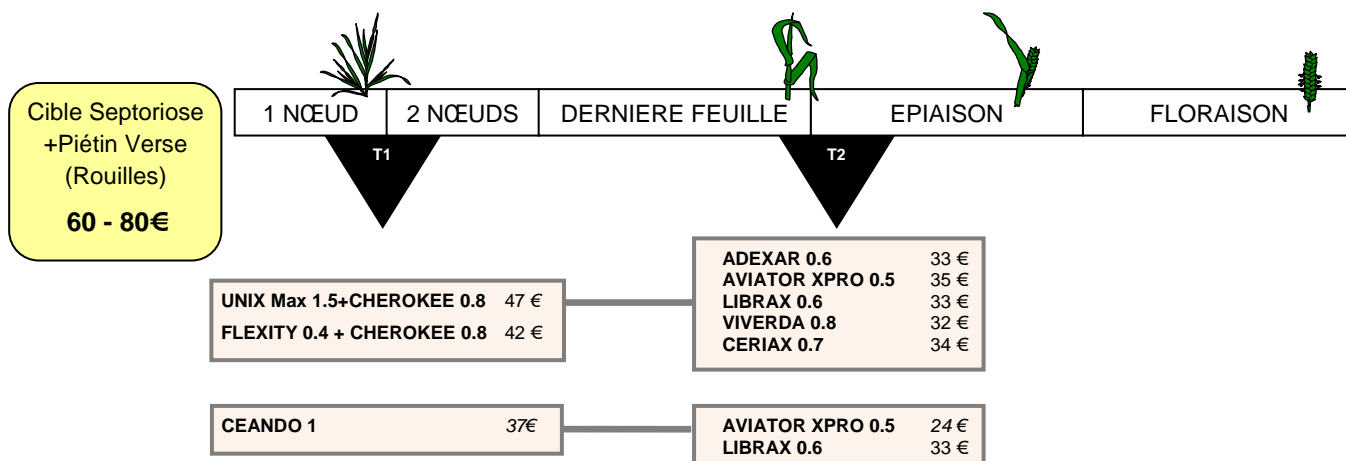 Cible Septoriose
+Piétin Verse
(Rouilles)
60 - 80€
1 NŒUD 2 NŒUDS DERNIERE FEUILLE EPIAISON FLORAISON
T1 T2
UNIX Max 1.5+CHEROKEE 0.8 47 €
FLEXITY 0.4 + CHEROKEE 0.8 42 €
ADEXAR 0.6 33 €
AVIATOR XPRO 0.5 35 €
LIBRAX 0.6 33 €
VIVERDA 0.8 32 €
CERIAX 0.7 34 €
CEANDO 1 37€
AVIATOR XPRO 0.5 24 €
LIBRAX 0.6 33 €